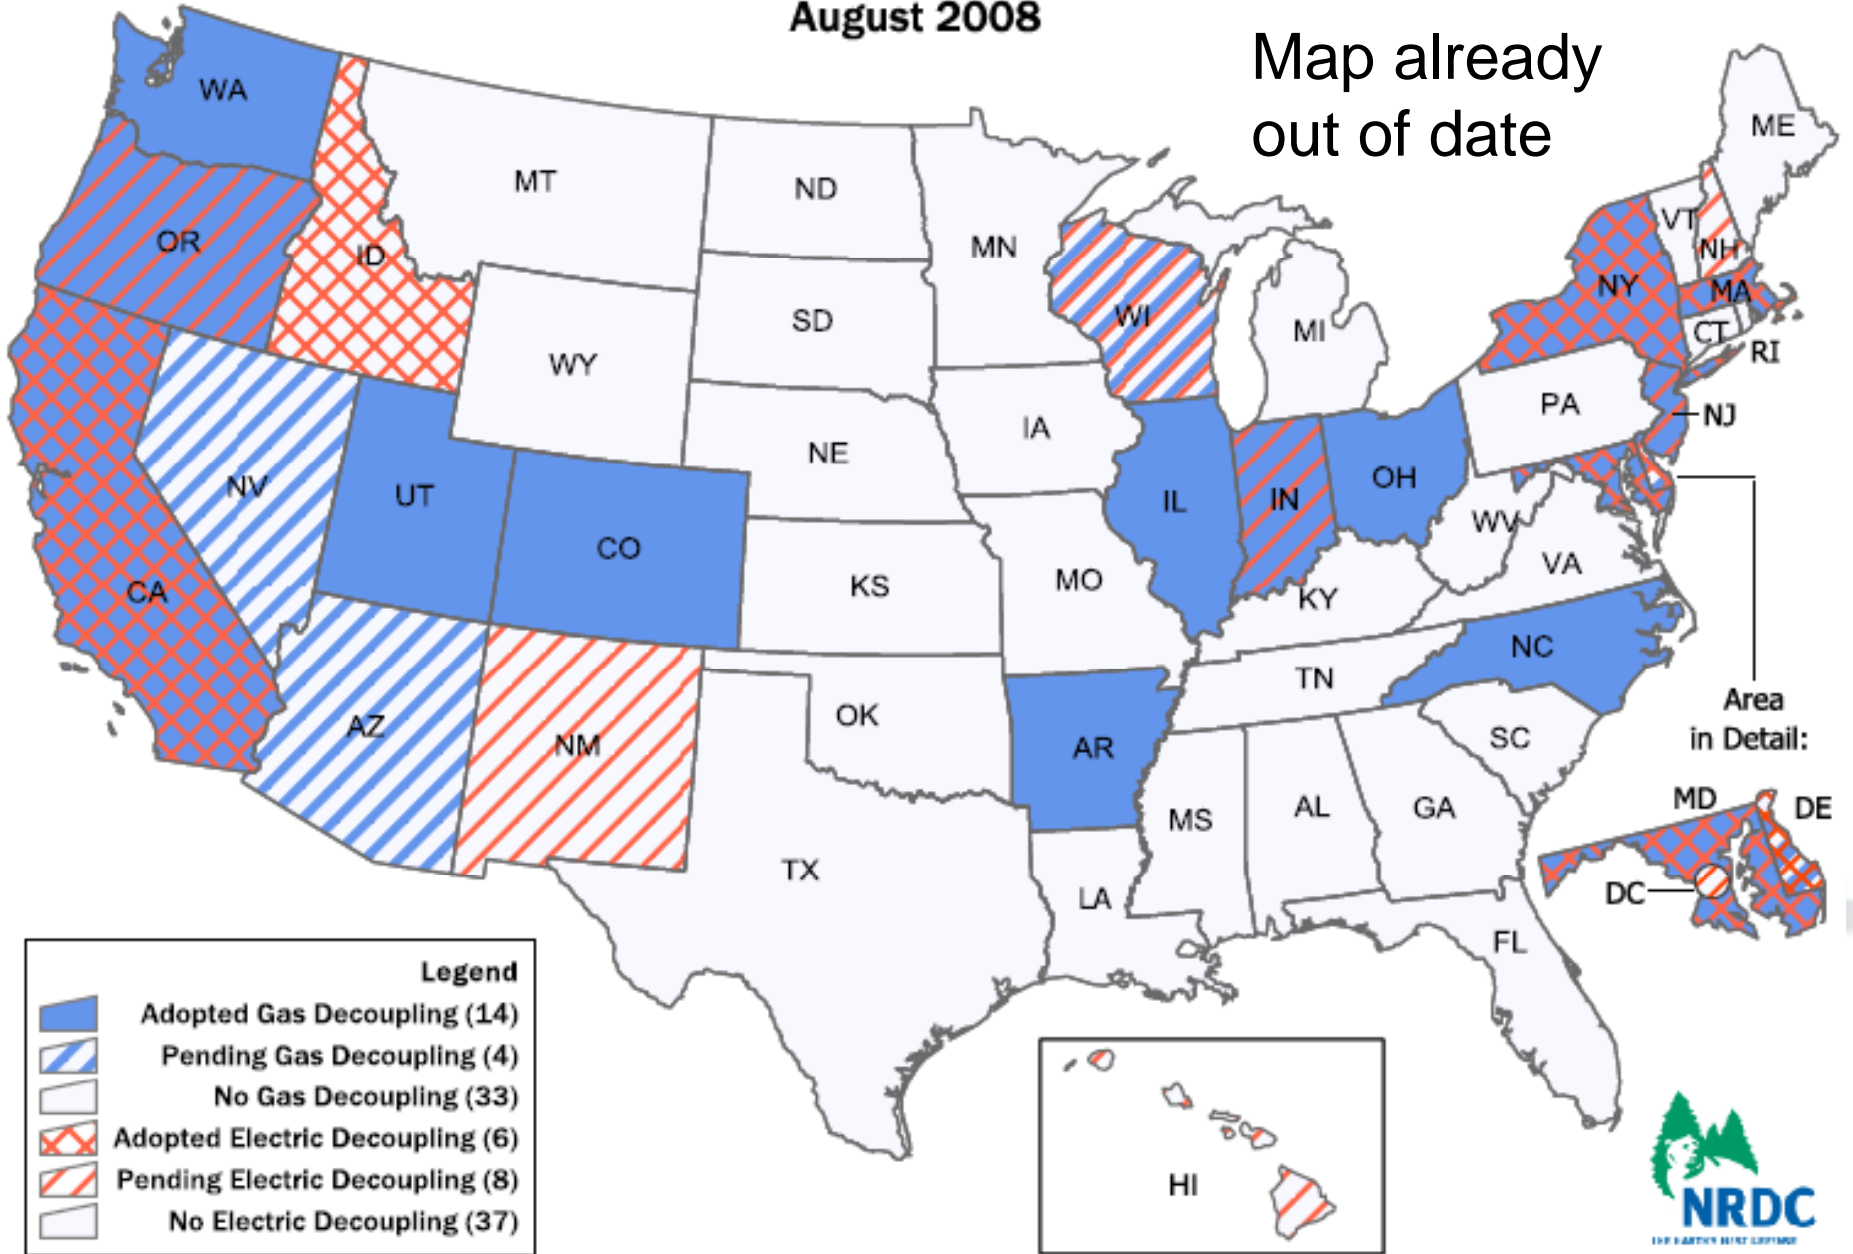 August 2008
Map already
out of date
WA
MT
ND
MN
ME
VT
NH
OR
ID
SD
WI
MI
NY
MA
CT
RI
WY
IA
PA
NJ
NE
NV
UT
CO
IL
IN
OH
WV
VA
KS
MO
KY
CA
NC
TN
AZ
NM
OK
AR
SC
MS
AL
GA
TX
LA
FL
Area
in Detail:
MD
DE
DC
HI
Legend
Adopted Gas Decoupling (14)
Pending Gas Decoupling (4)
No Gas Decoupling (33)
Adopted Electric Decoupling (6)
Pending Electric Decoupling (8)
No Electric Decoupling (37)
NRDC
THE EARTH'S BEST DEFENSE